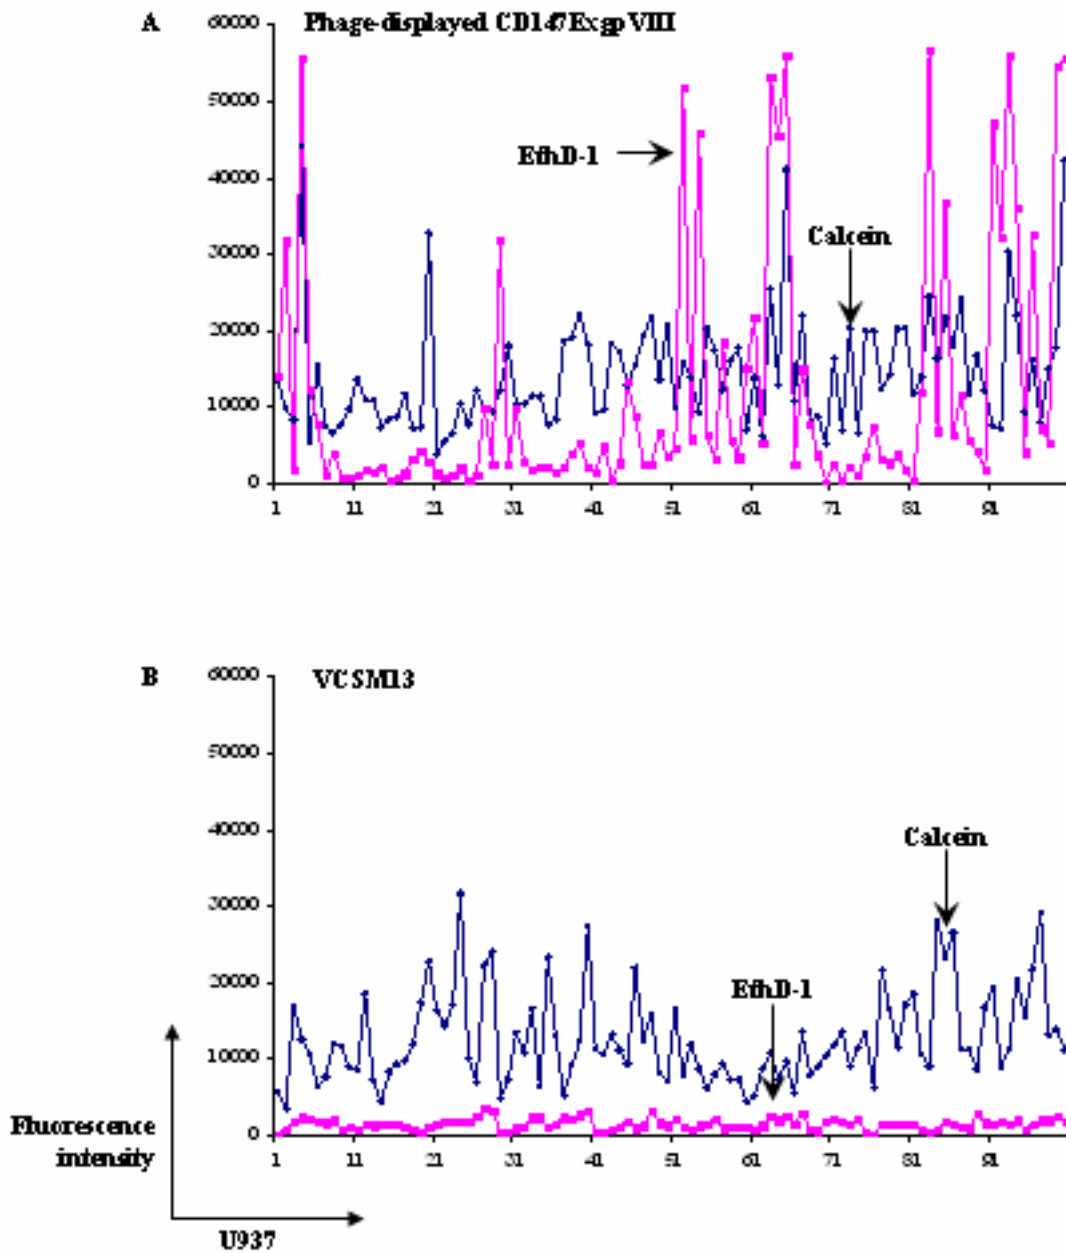 A Phage-displayed CD147ExgpVIII
60000
50000
EthD-1
40000
Calcein
30000
20000
10000
0
1 11 21 31 41 51 61 71 81 91
B VCSM13
60000
50000
40000
Calcein
30000
20000
EthD-1
10000
Fluorescence
intensity
0
1 11 21 31 41 51 61 71 81 91
U937